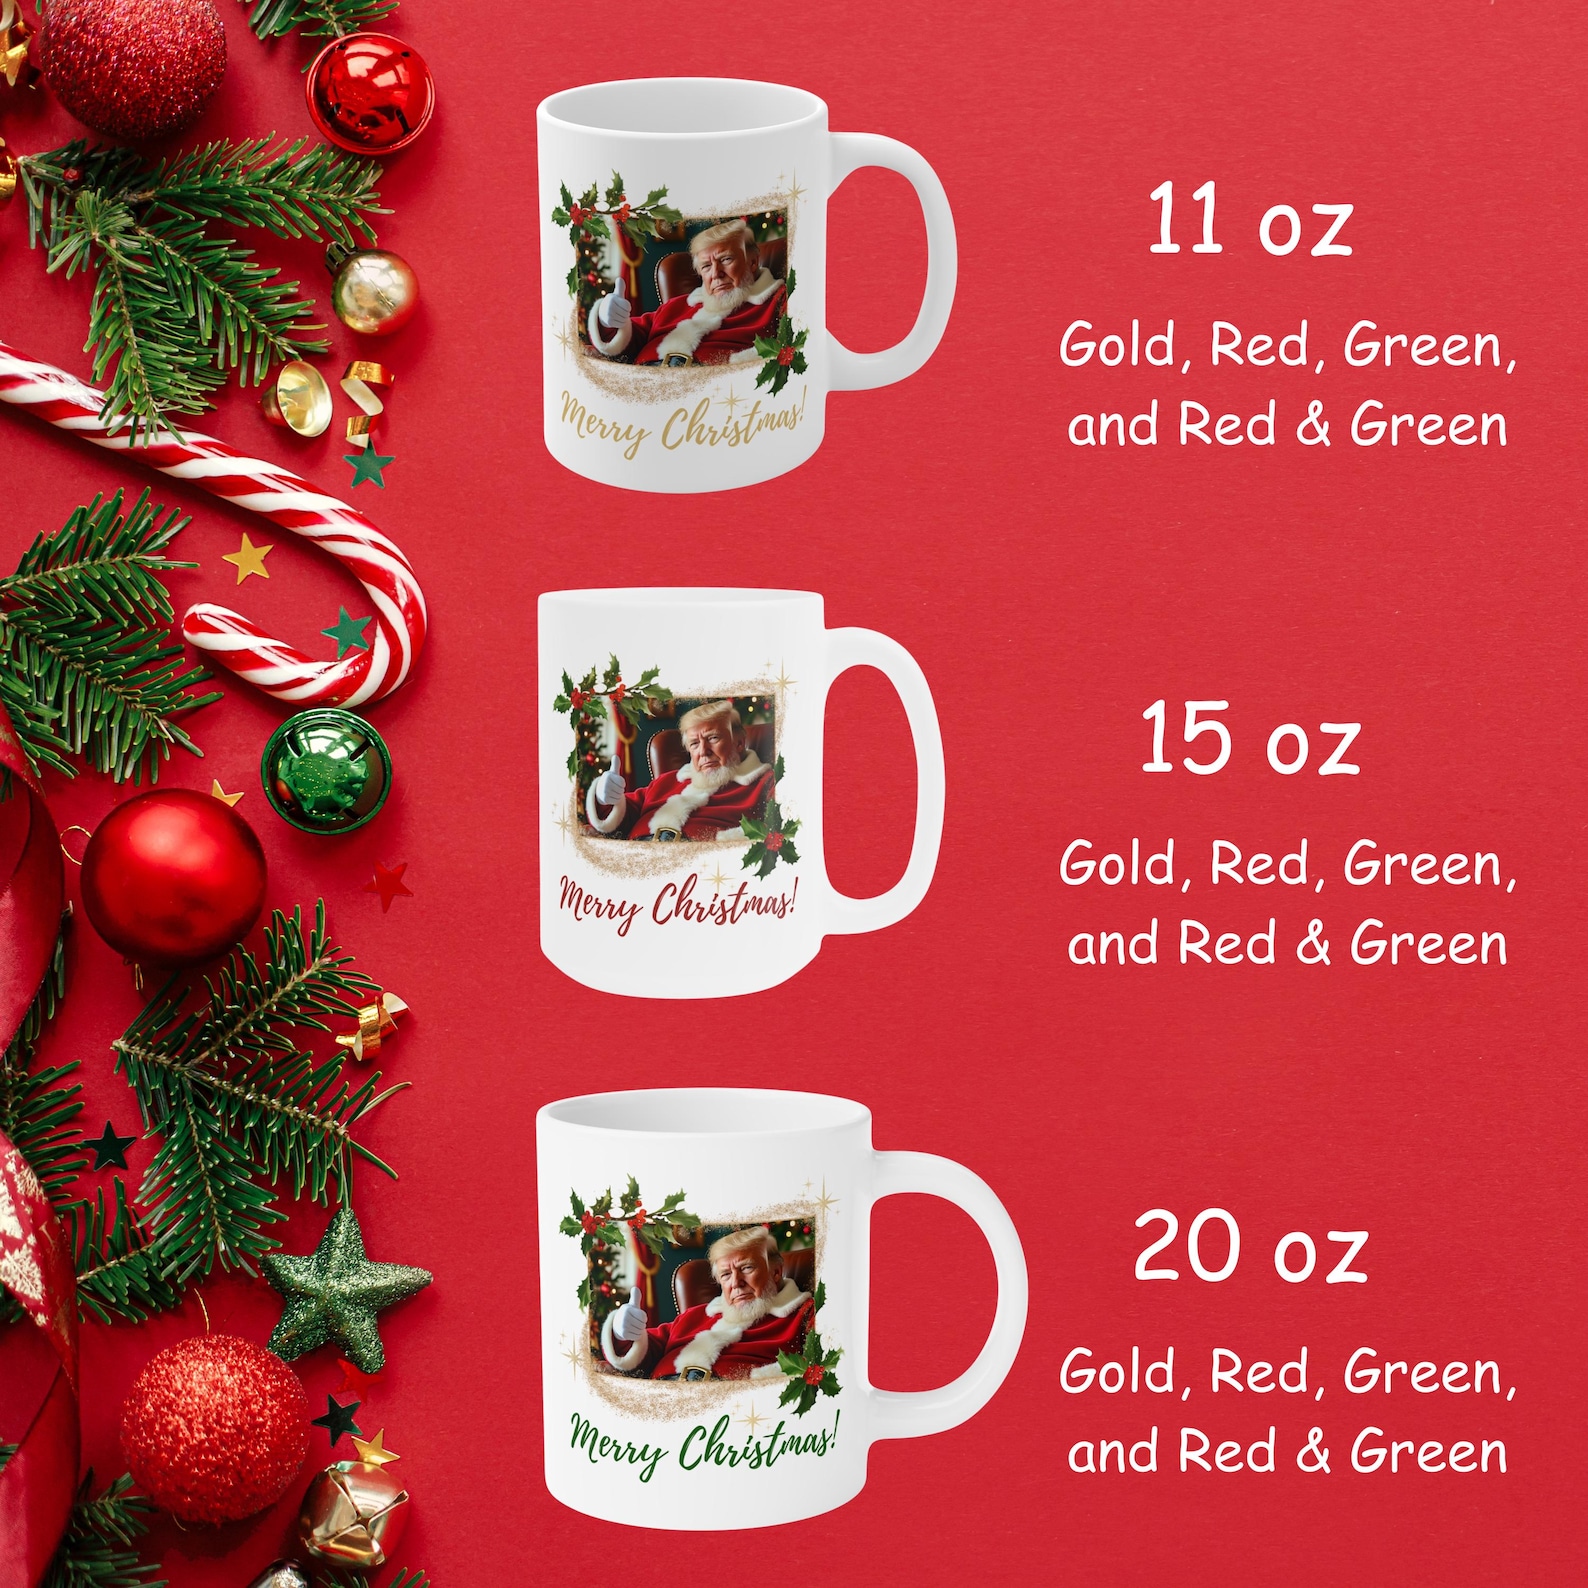 Merry Christmas!
11 oz
Gold, Red, Green,
and Red & Green
Merry Christmas!
15 oz
Gold, Red, Green,
and Red & Green
Merry Christmas!
20 oz
Gold, Red, Green,
and Red & Green